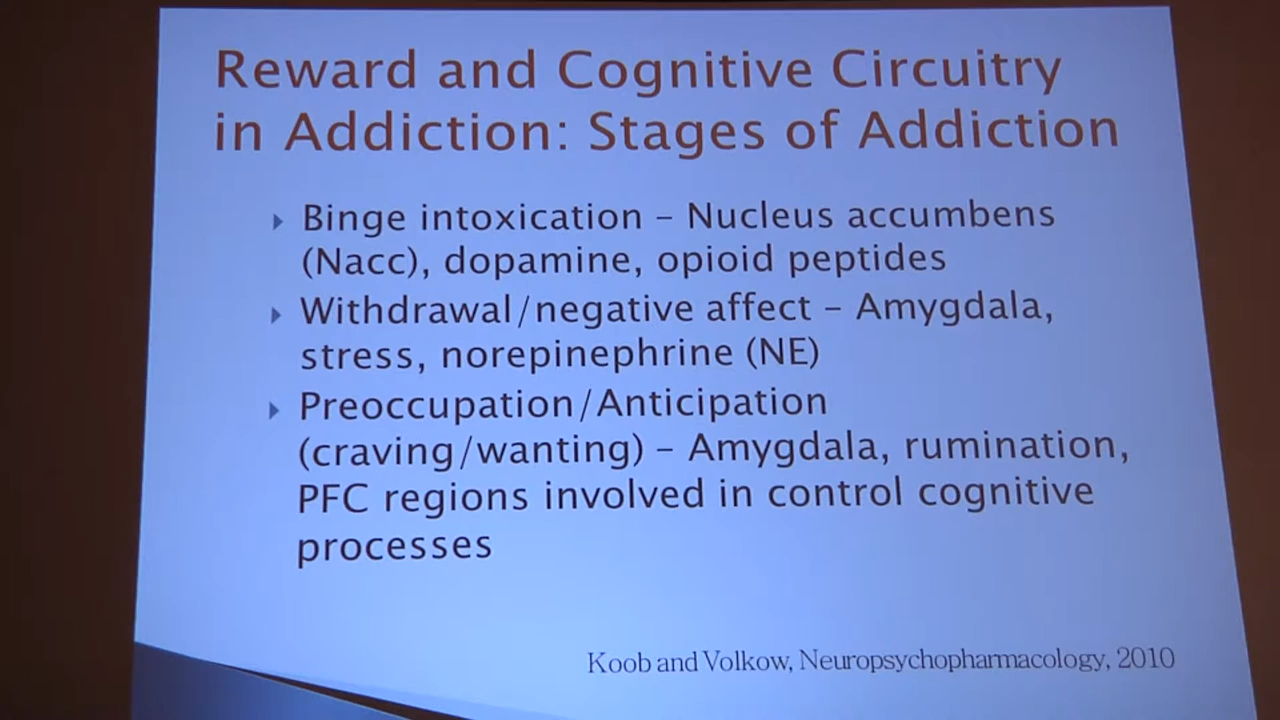 Reward and Cognitive Circuitry
in Addiction: Stages of Addiction
Binge intoxication – Nucleus accumbens
(Nacc), dopamine, opioid peptides
Withdrawal/negative affect – Amygdala,
stress, norepinephrine (NE)
Preoccupation/Anticipation
(craving/wanting) – Amygdala, rumination,
PFC regions involved in control cognitive
processes
Koob and Volkow, Neuropsychopharmacology, 2010